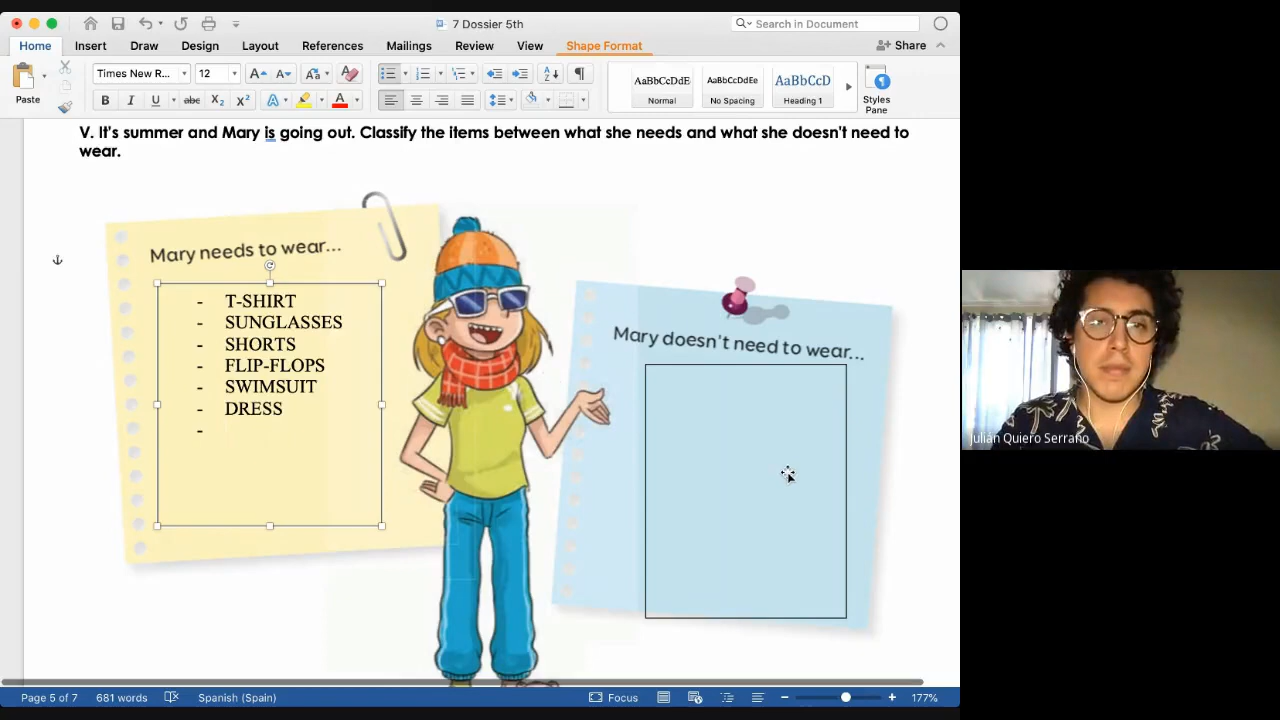 7 Dossier 5th
Search in Document
Home Insert Draw Design Layout References Mailings Review View Shape Format
Share
Paste
Times New R...
12
Normal No Spacing Heading 1
AaBbCcDdE AaBbCcDdEe AaBbCcD
Styles
Pane
V. It's summer and Mary is going out. Classify the items between what she needs and what she doesn't need to
wear.
Mary needs to wear...
- T-SHIRT
- SUNGLASSES
- SHORTS
- FLIP-FLOPS
- SWIMSUIT
- DRESS
-
Mary doesn't need to wear...
Julián Quiero Serrano
Page 5 of 7 681 words Spanish (Spain) Focus 177%